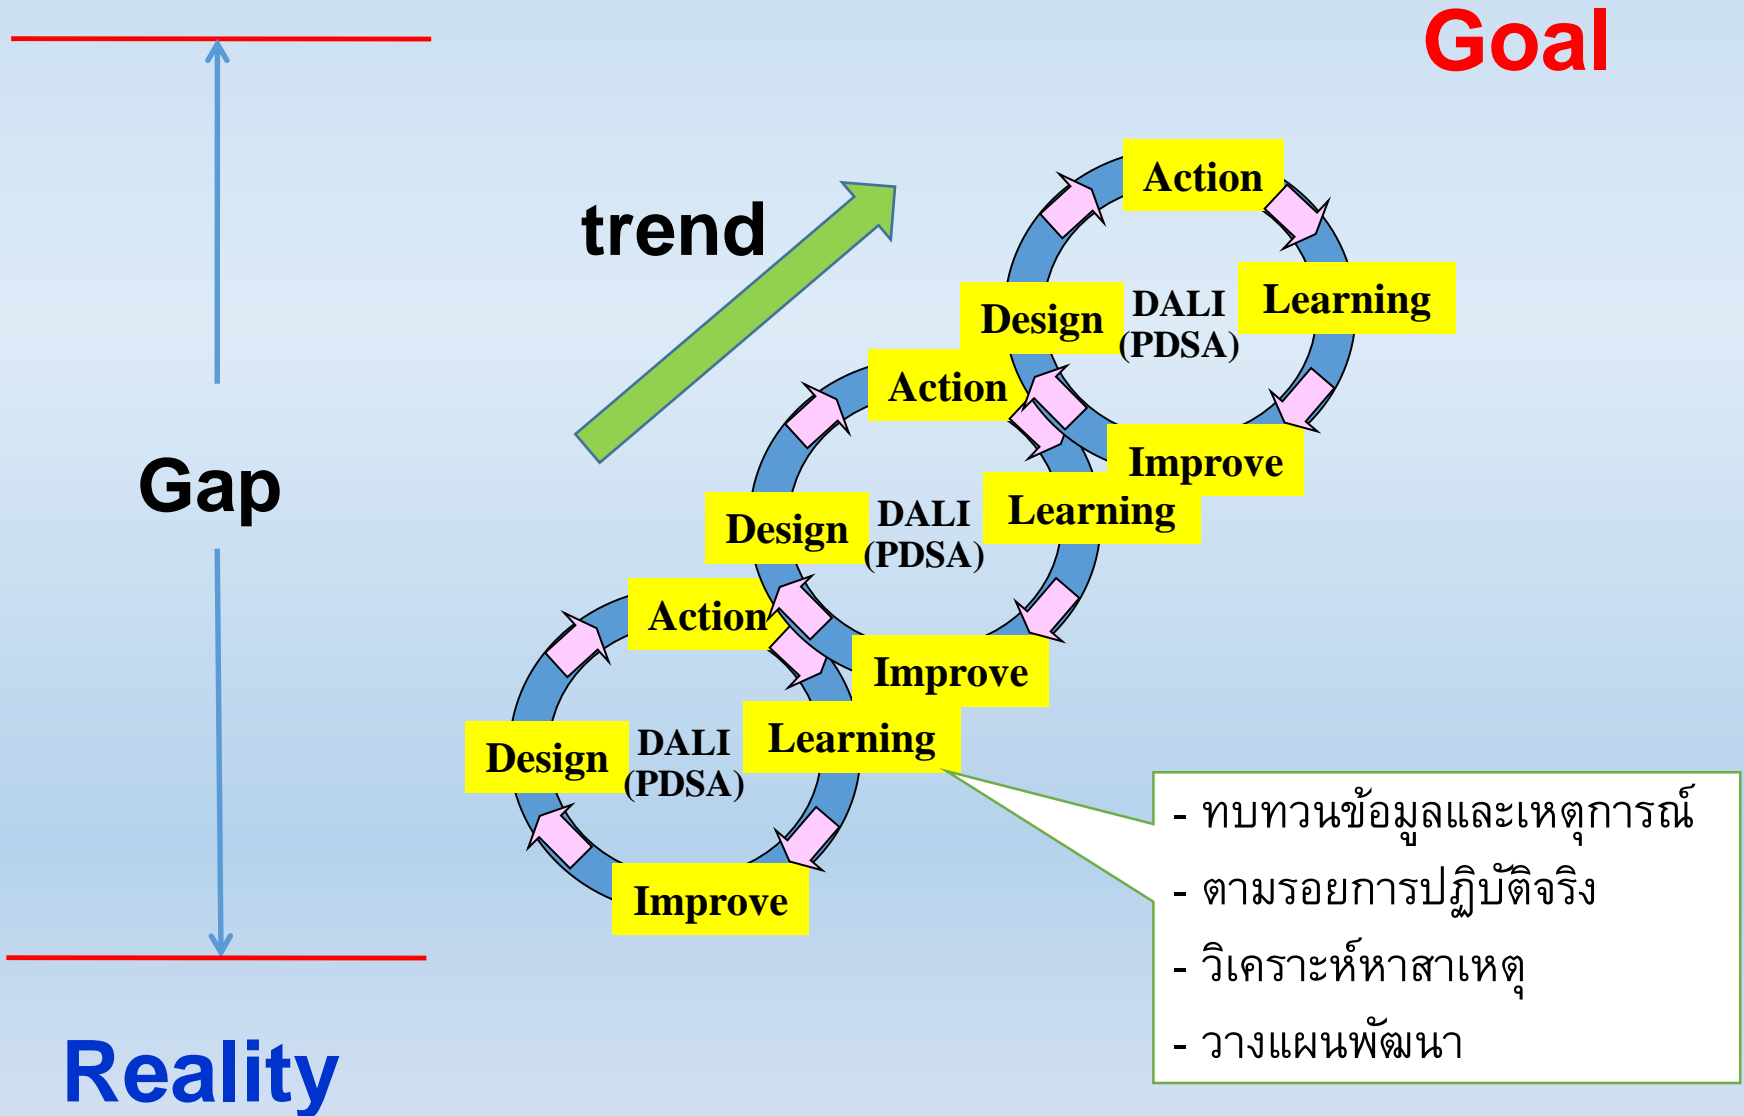 Goal
trend
Gap
Reality
Action
Design
DALI
(PDSA)
Learning
Improve
Action
Design
DALI
(PDSA)
Learning
Improve
Action
Design
DALI
(PDSA)
Learning
Improve
- ทบทวนข้อมูลและเหตุการณ์
- ตามรอยการปฏิบัติจริง
- วิเคราะห์หาสาเหตุ
- วางแผนพัฒนา